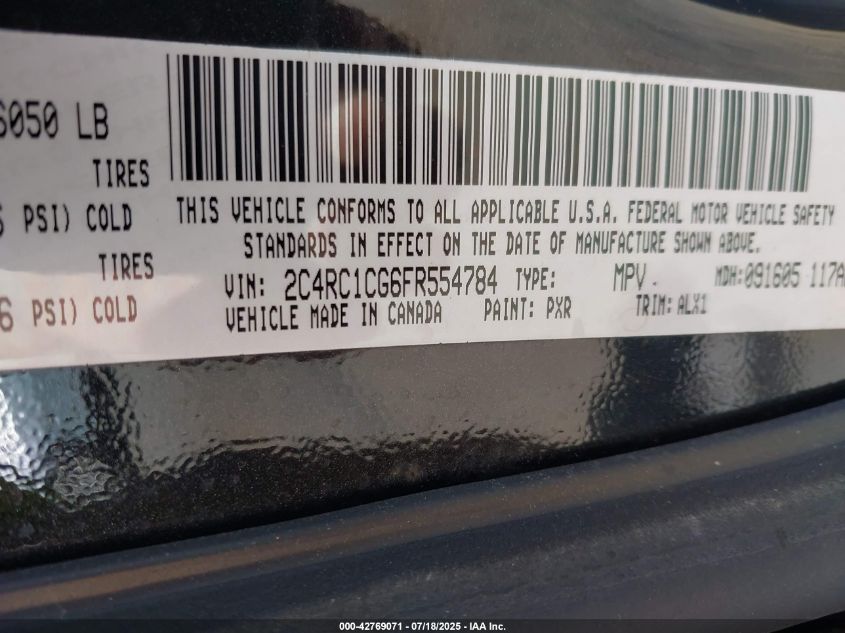 6050 LB
TIRES
PSI) COLD
THIS VEHICLE CONFORMS TO ALL APPLICABLE U.S.A. FEDERAL MOTOR VEHICLE SAFETY
STANDARDS IN EFFECT ON THE DATE OF MANUFACTURE SHOWN ABOVE.
TIRES
VIN: 2C4RC1CG6FR554784 TYPE: MPV MDH:091605 117A
6 PSI) COLD
VEHICLE MADE IN CANADA PAINT: PXR TRIM: ALX1
000-42769071 - 07/18/2025 - IAA Inc.